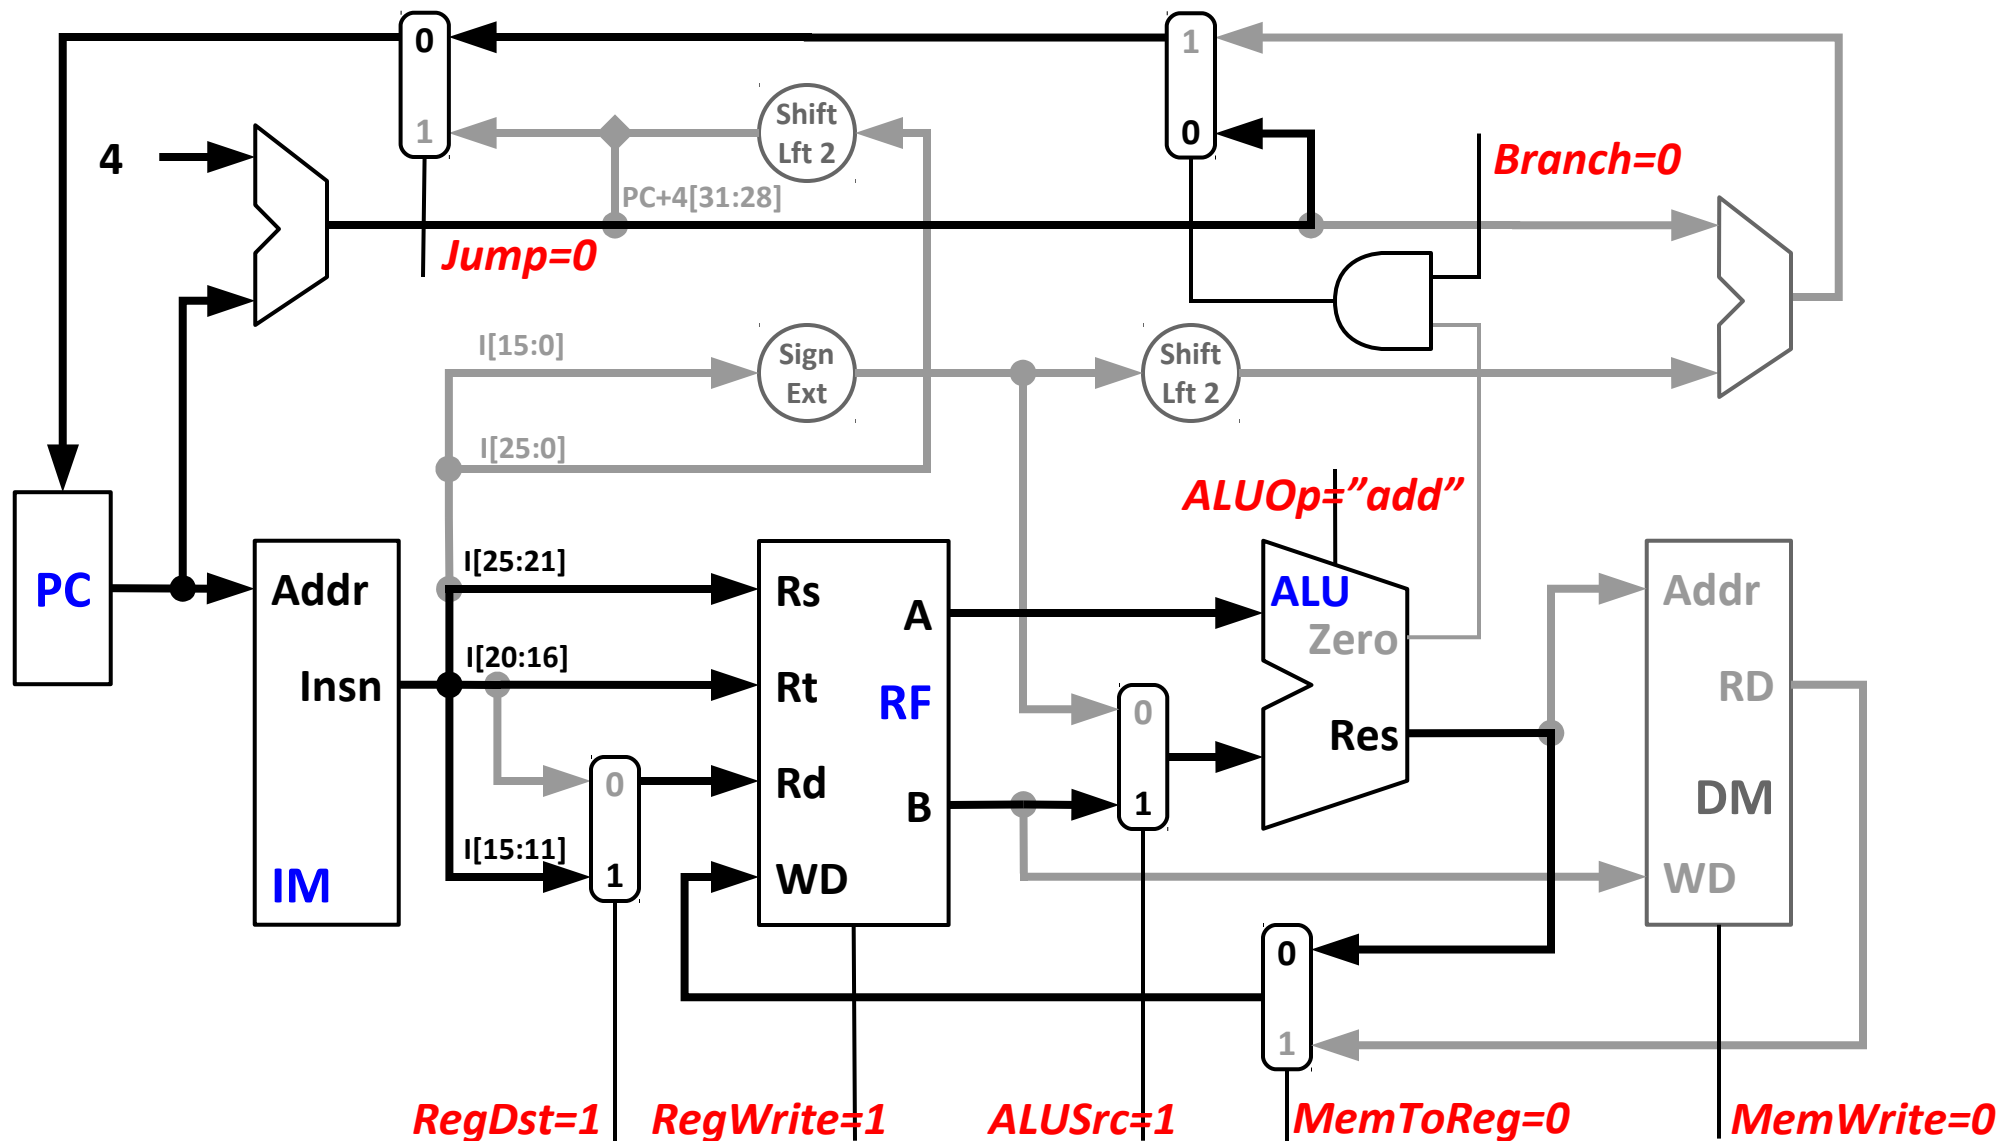 0
1
Shift
Lft 2
1
0
4
1
PC+4[31:28]
Branch=0
Jump=0
I[15:0]
Sign
Ext
Shift
Lft 2
I[25:0]
ALUOp=”add”
PC
Addr
I[25:21]
Rs
A
ALU
Zero
Addr
Insn
I[20:16]
Rt
RF
0
Res
RD
0
Rd
B
1
DM
I[15:11]
1
WD
WD
IM
0
1
RegDst=1
RegWrite=1
ALUSrc=1
MemToReg=0
MemWrite=0